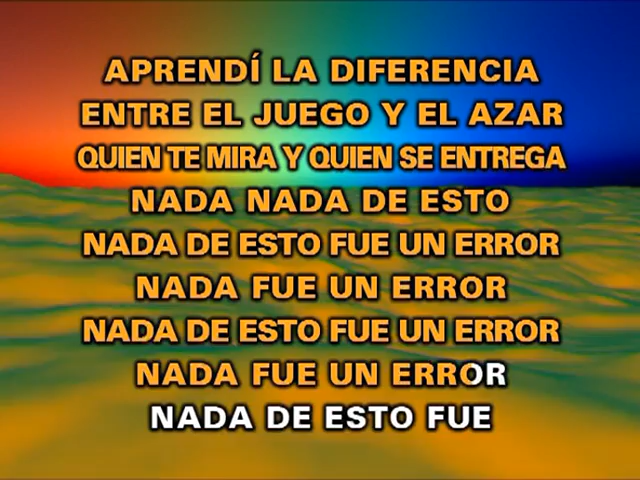 APRENDÍ LA DIFERENCIA
ENTRE EL JUEGO Y EL AZAR
QUIEN TE MIRA Y QUIEN SE ENTREGA
NADA NADA DE ESTO
NADA DE ESTO FUE UN ERROR
NADA FUE UN ERROR
NADA DE ESTO FUE UN ERROR
NADA FUE UN ERROR
NADA DE ESTO FUE